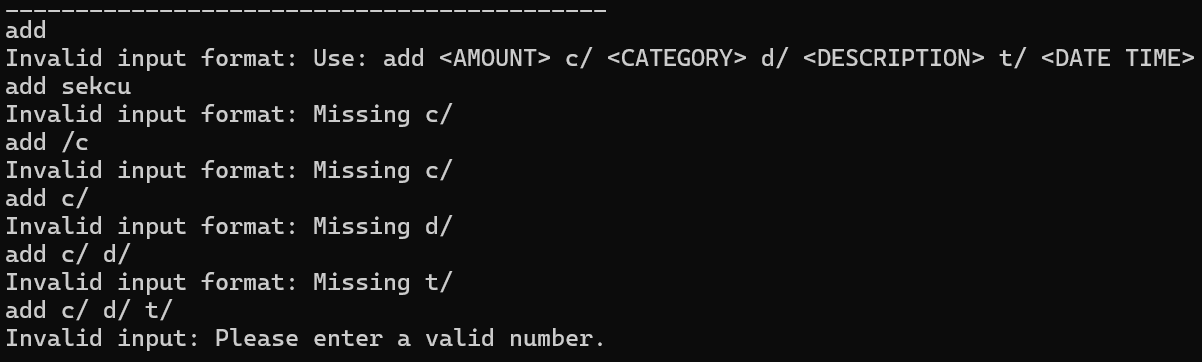 ___________________________________________
add
Invalid input format: Use: add <AMOUNT> c/ <CATEGORY> d/ <DESCRIPTION> t/ <DATE TIME>
add sekcu
Invalid input format: Missing c/
add /c
Invalid input format: Missing c/
add c/
Invalid input format: Missing d/
add c/ d/
Invalid input format: Missing t/
add c/ d/ t/
Invalid input: Please enter a valid number.